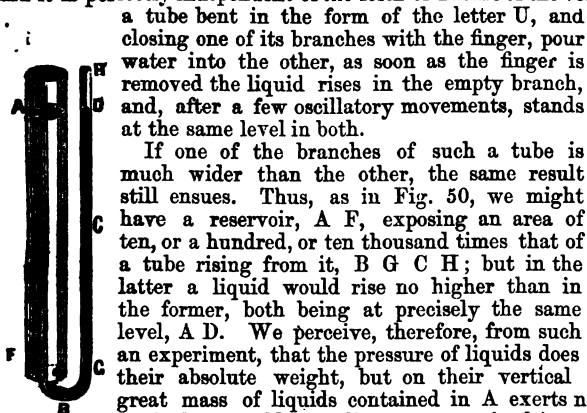 a tube bent in the form of the letter U, and
closing one of its branches with the finger, pour
water into the other, as soon as the finger is
removed the liquid rises in the empty branch,
and, after a few oscillatory movements, stands
at the same level in both.
If one of the branches of such a tube is
much wider than the other, the same result
still ensues. Thus, as in Fig. 50, we might
have a reservoir, A F, exposing an area of
ten, or a hundred, or ten thousand times that of
a tube rising from it, B G C H; but in the
latter a liquid would rise no higher than in
the former, both being at precisely the same
level, A D. We perceive, therefore, from such
an experiment, that the pressure of liquids does
their absolute weight, but on their vertical
great mass of liquids contained in A exerts n
i
H
A
D
C
F
G
B